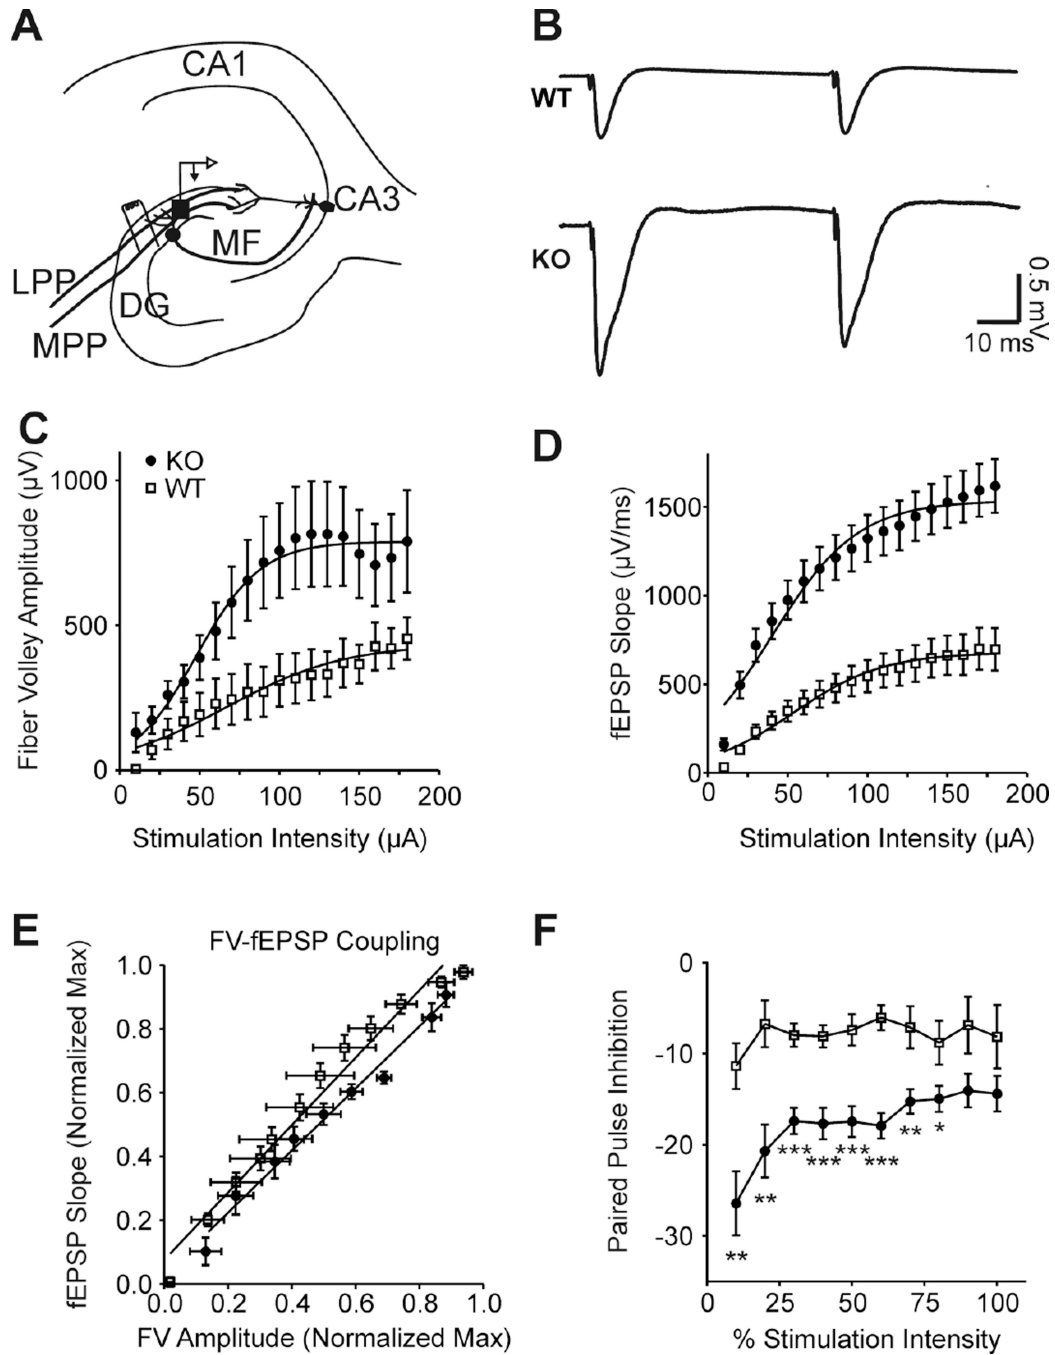 A
CA1
CA3
MF
LPP
DG
MPP
B
WT
KO
0.5 mV
10 ms
C
KO
WT
Fiber Volley Amplitude (µV)
1000
500
0
0 50 100 150 200
Stimulation Intensity (µA)
D
fEPSP Slope (µV/ms)
1500
1000
500
0
0 50 100 150 200
Stimulation Intensity (µA)
E
FV-fEPSP Coupling
fEPSP Slope (Normalized Max)
1.0
0.8
0.6
0.4
0.2
0.0
0.0 0.2 0.4 0.6 0.8 1.0
FV Amplitude (Normalized Max)
F
Paired Pulse Inhibition
0
-10
-20
-30
** ** *** *** *** *** ** *
0 25 50 75 100
% Stimulation Intensity